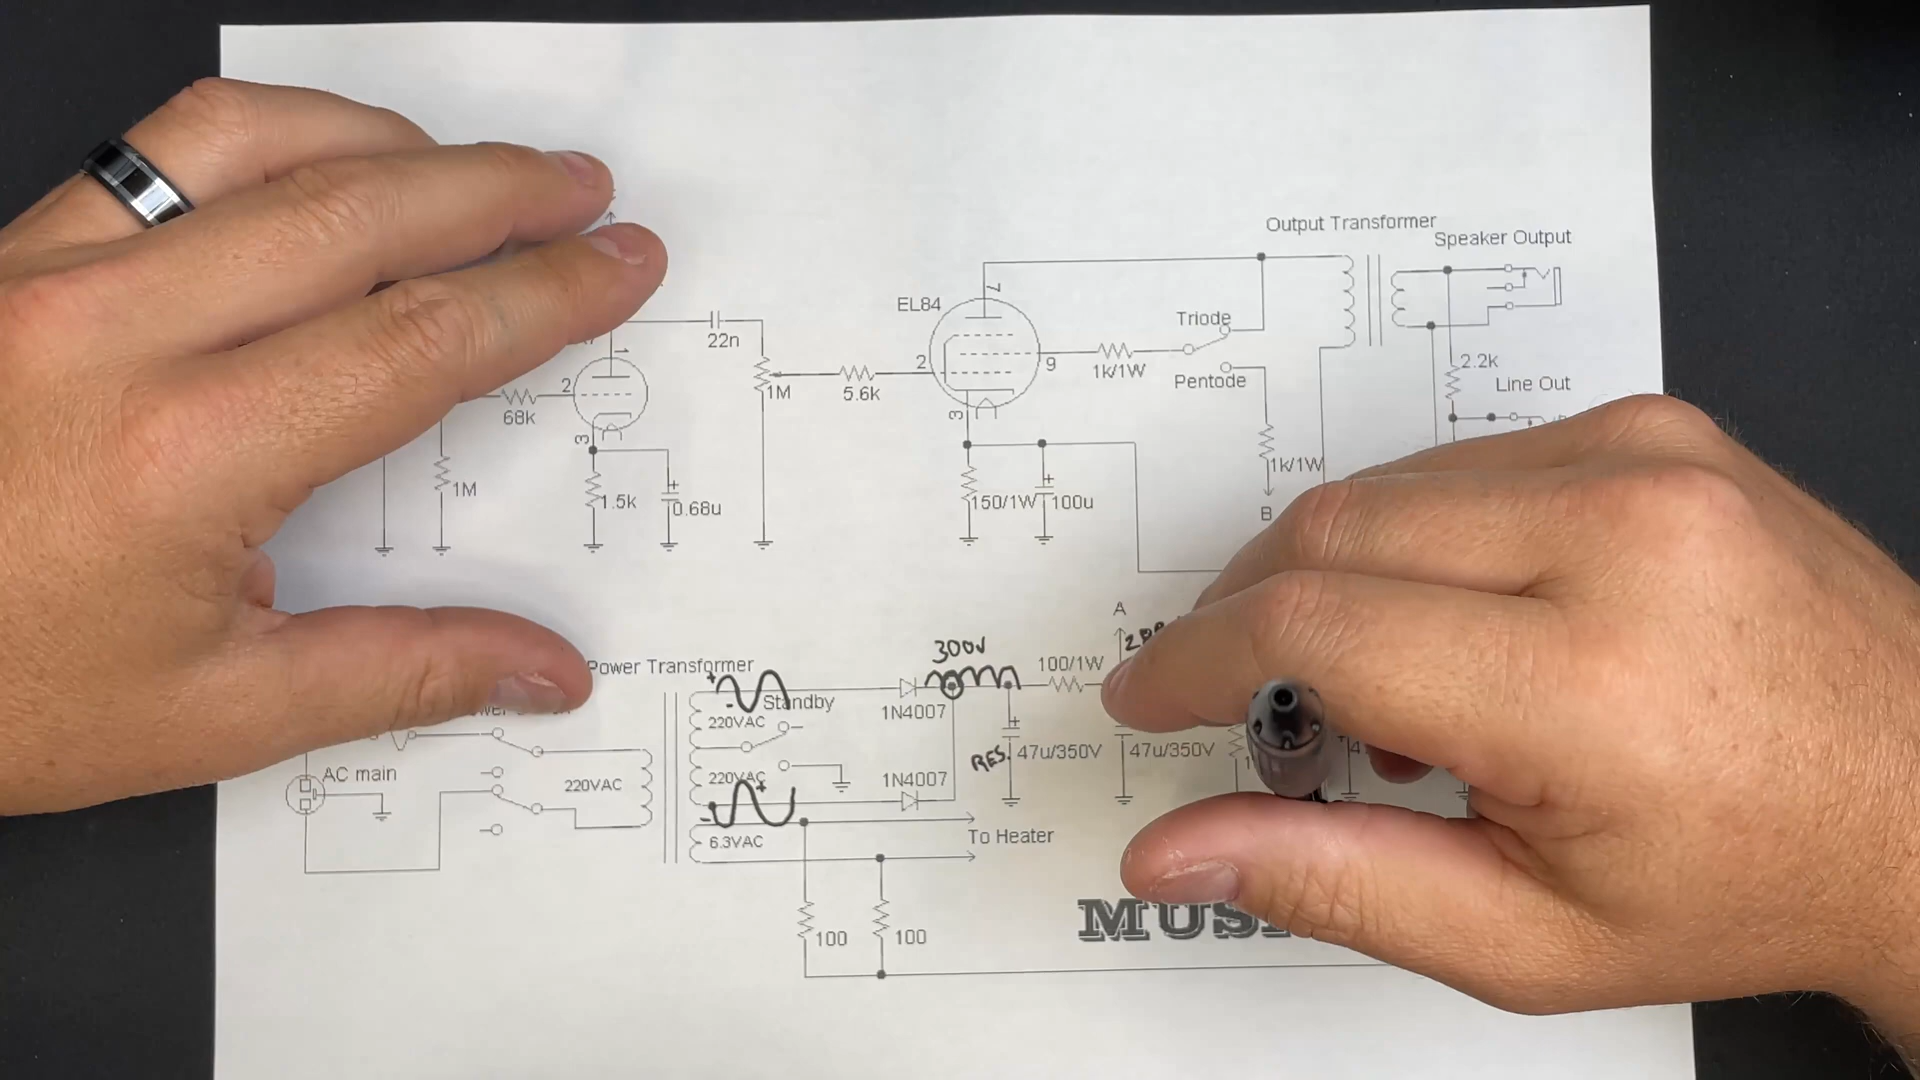 Output Transformer
Speaker Output
EL84
7
Triode
22n
1
2
2
9
1k/1W
Pentode
1M
5.6k
68k
2.2k
Line Out
3
3
1M
1.5k
0.68u
150/1W
100u
1k/1W
B
A
300V
Power Transformer
+
-
Standby
100/1W
220VAC
1N4007
+
RES.
47u/350V
47u/350V
AC main
220VAC
220VAC
+
-
1N4007
6.3VAC
To Heater
100
100